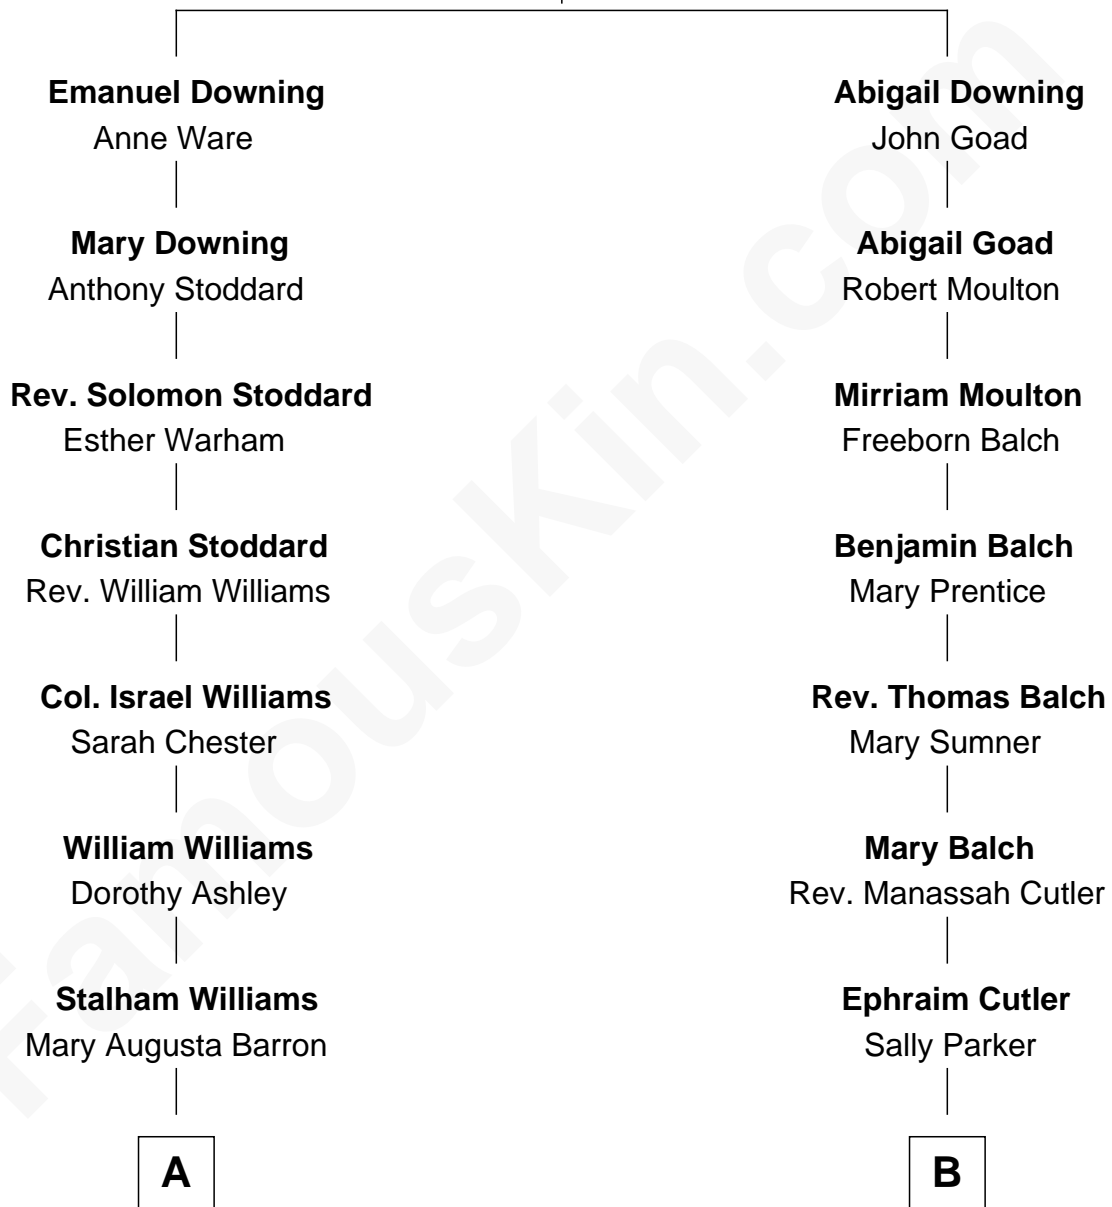 Emanuel Downing
Anne Ware
Abigail Downing
John Goad
Mary Downing
Anthony Stoddard
Abigail Goad
Robert Moulton
Rev. Solomon Stoddard
Esther Warham
Mirriam Moulton
Freeborn Balch
Christian Stoddard
Rev. William Williams
Benjamin Balch
Mary Prentice
Col. Israel Williams
Sarah Chester
Rev. Thomas Balch
Mary Sumner
William Williams
Dorothy Ashley
Mary Balch
Rev. Manassah Cutler
Stalham Williams
Mary Augusta Barron
Ephraim Cutler
Sally Parker
A
B
FamousKin.com